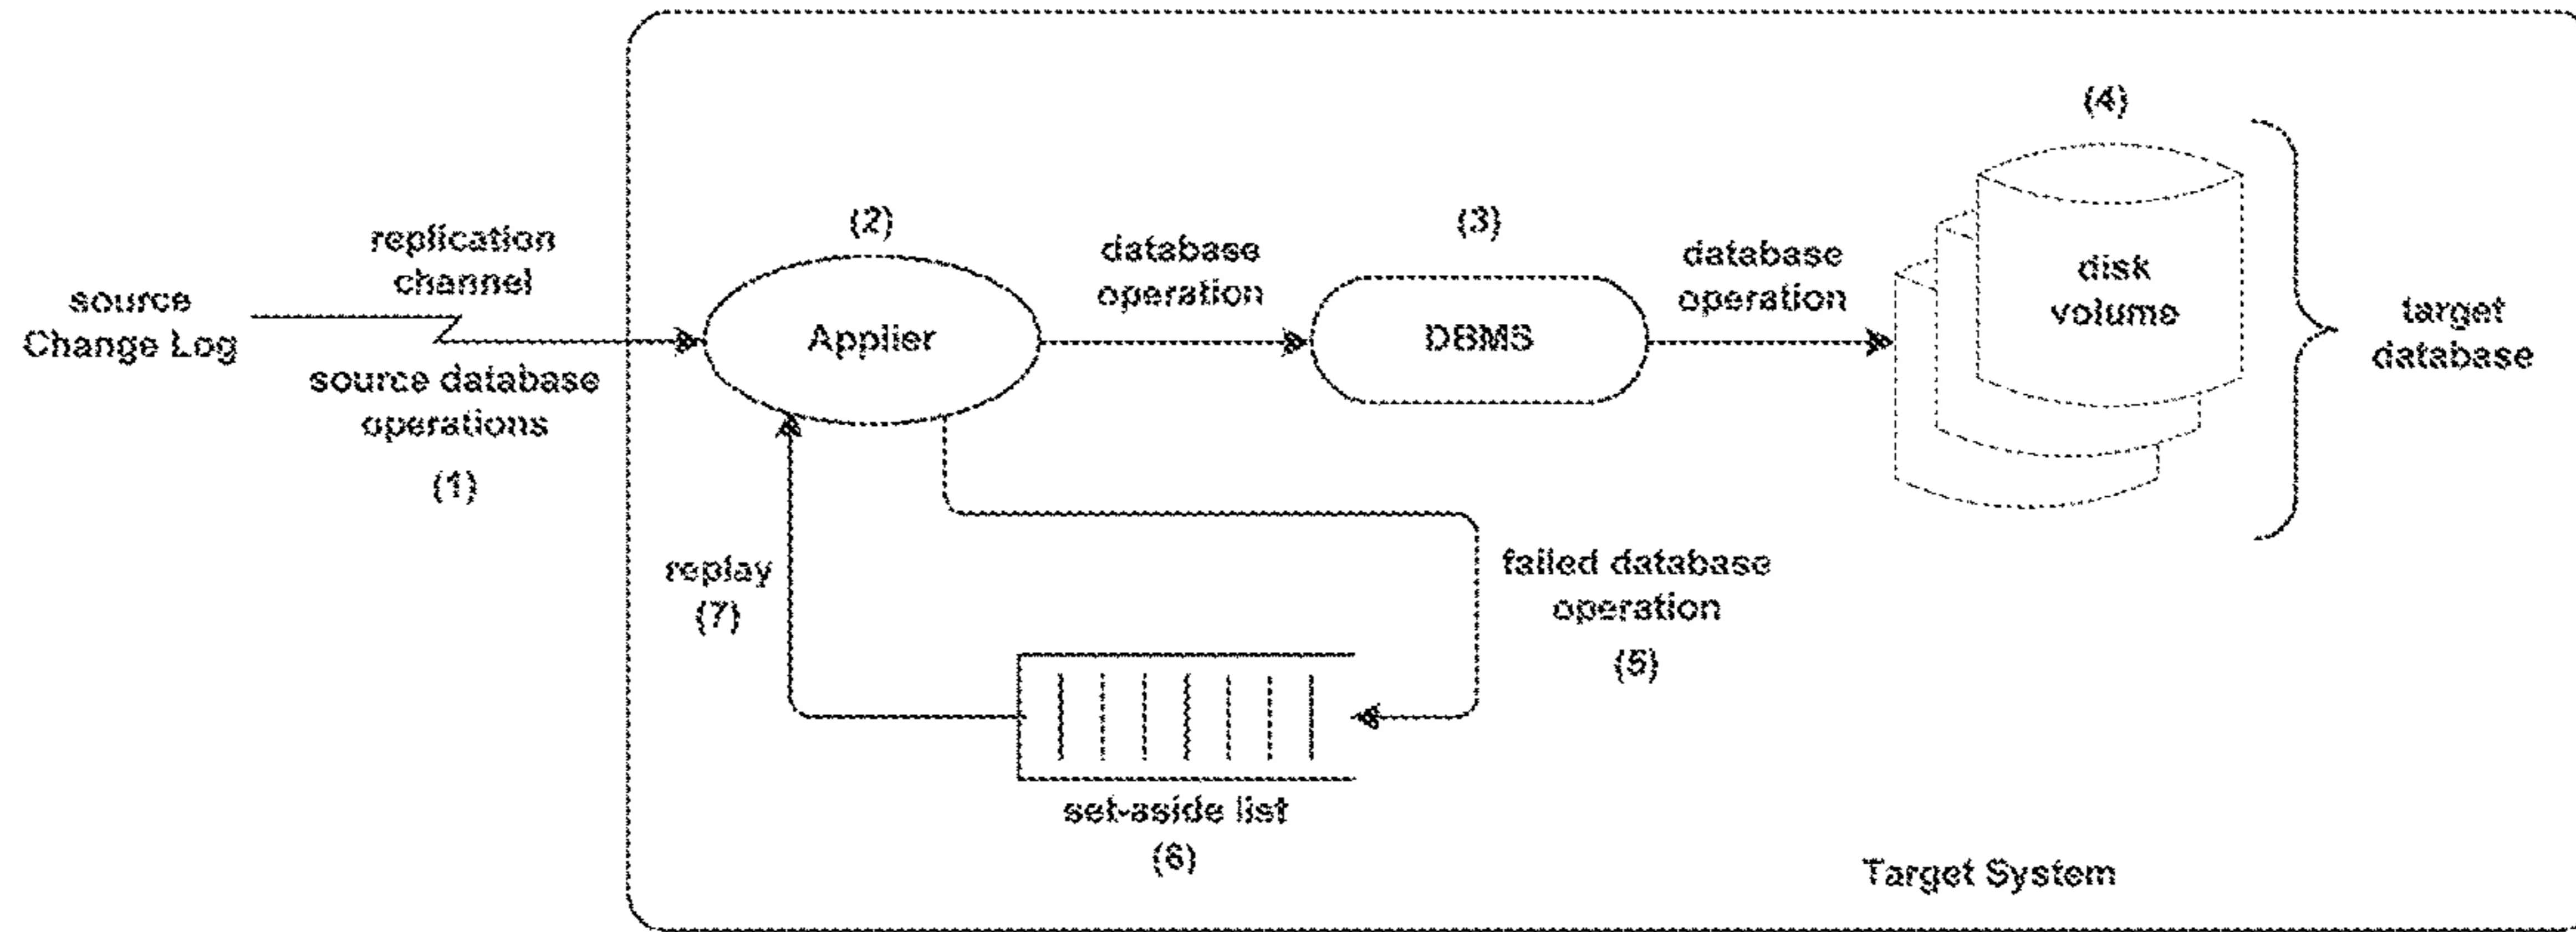 (4)
(2)
(3)
replication
channel
database
operation
database
operation
disk
volume
source
Change Log
Applier
DBMS
target
database
source database
operations
(1)
replay
(7)
failed database
operation
(5)
set-aside list
(6)
Target System